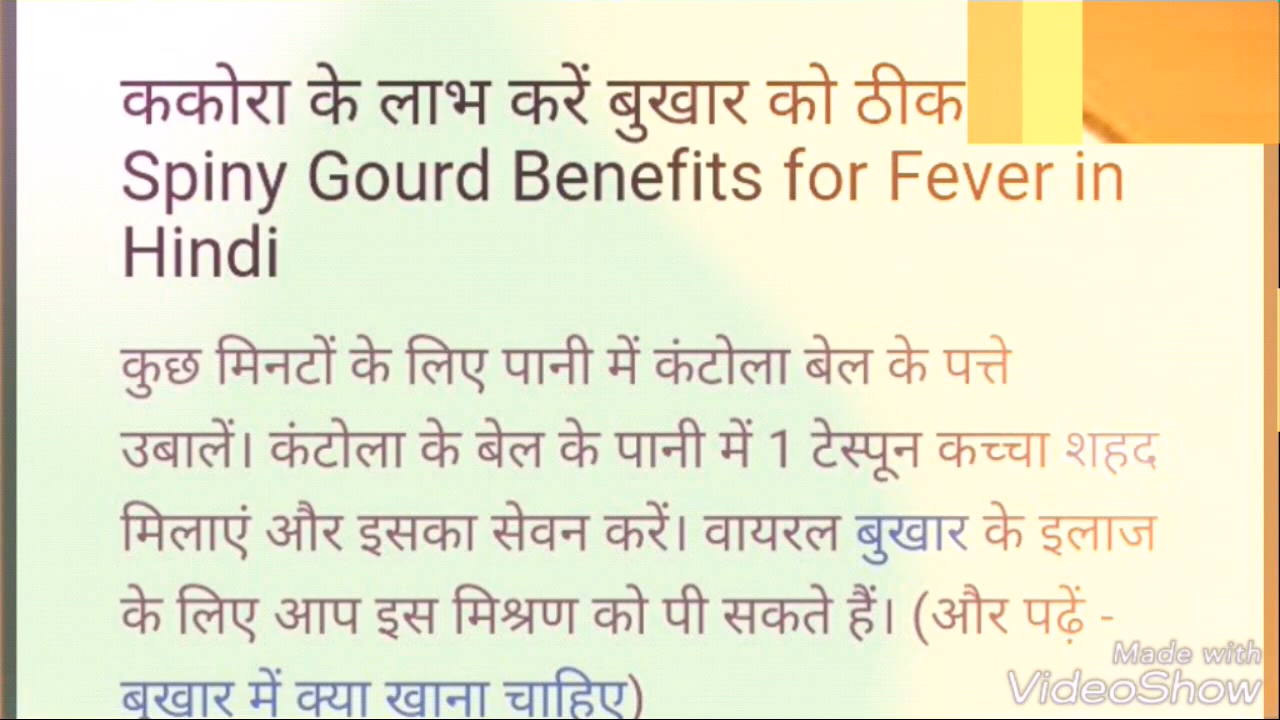 ककोरा के लाभ करें बुखार को ठीक
Spiny Gourd Benefits for Fever in
Hindi
कुछ मिनटों के लिए पानी में कंटोला बेल के पत्ते
उबालें। कंटोला के बेल के पानी में 1 टेस्पून कच्चा शहद
मिलाएं और इसका सेवन करें। वायरल बुखार के इलाज
के लिए आप इस मिश्रण को पी सकते हैं। (और पढ़ें -
बुखार में क्या खाना चाहिए)
Made with
VideoShow